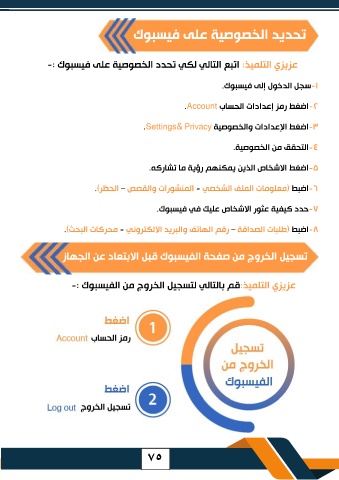 تحديد الخصوصية على فيسبوك
عزيزي التلميذ: اتبع التالي لكي تحدد الخصوصية على فيسبوك :-
١-سجل الدخول إلى فيسبوك.
٢-اضغط رمز إعدادات الحساب Account.
٣-اضغط الإعدادات والخصوصية Settings& Privacy.
٤-التحقق من الخصوصية.
٥-اضغط الاشخاص الذين يمكنهم رؤية ما تشاركه.
٦-اضبط (معلومات الملف الشخصي – المنشورات والقصص – الحظر).
٧-حدد كيفية عثور الاشخاص عليك في فيسبوك.
٨-اضبط (طلبات الصداقة – رقم الهاتف والبريد الإلكتروني – محركات البحث).
تسجيل الخروج من صفحة الفيسبوك قبل الابتعاد عن الجهاز
عزيزي التلميذ:قم بالتالي لتسجيل الخروج من الفيسبوك :-
اضغط
1
رمز الحساب Account
تسجيل
الخروج من
الفيسبوك
اضغط
2
تسجيل الخروج Log out
٧٥